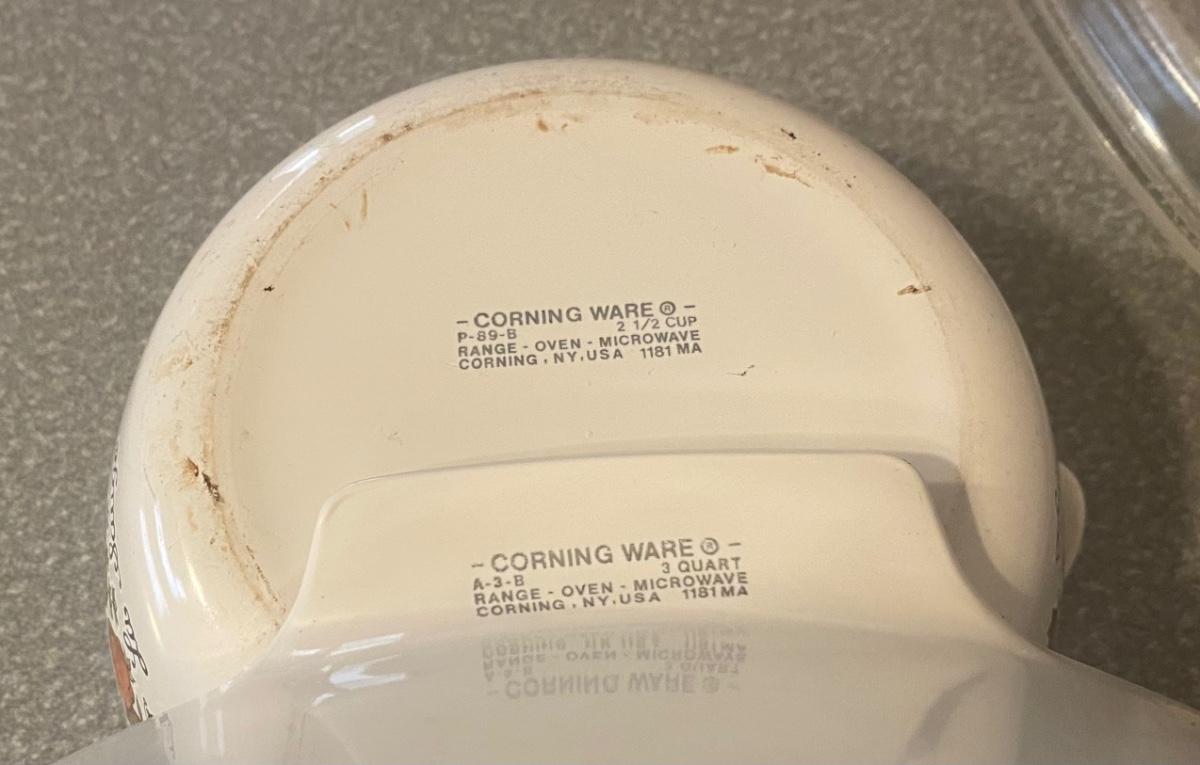 - CORNING WARE ® -
P-89-B 2 1/2 CUP
RANGE - OVEN - MICROWAVE
CORNING, NY, USA 1181 MA
- CORNING WARE ® -
A-3-B 3 QUART
RANGE - OVEN - MICROWAVE
CORNING, NY, USA 1181 MA